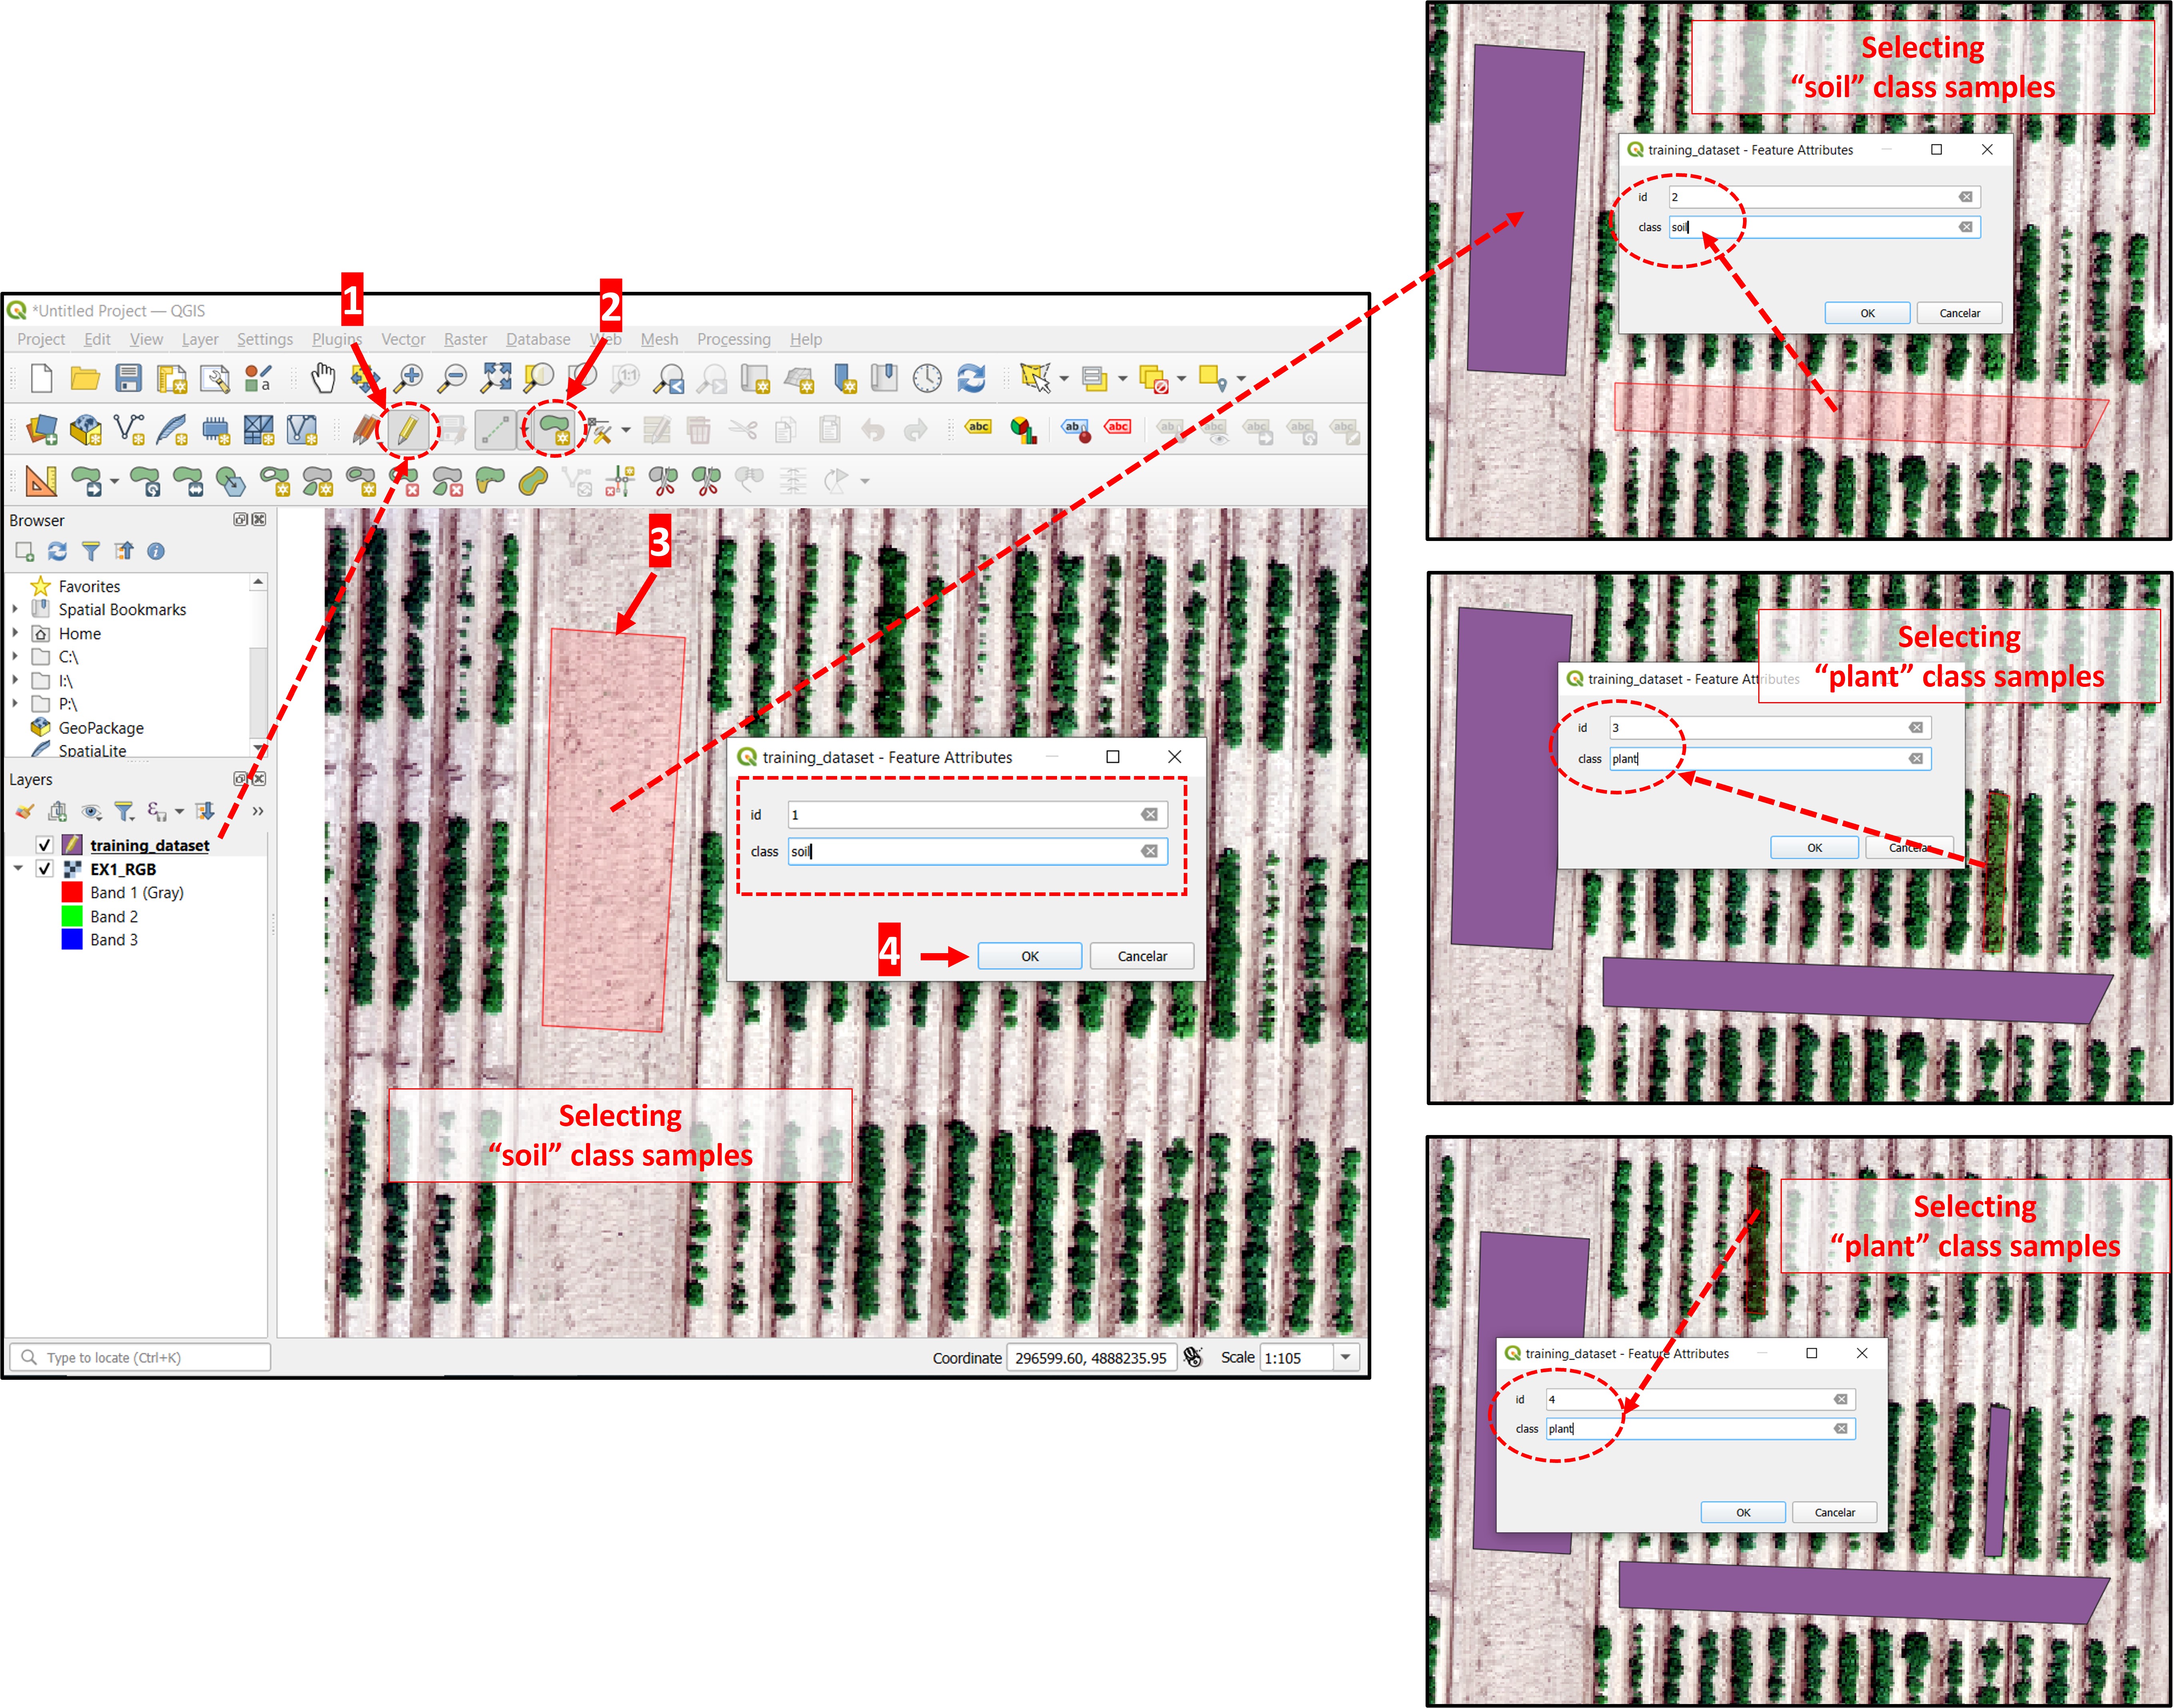 1
2
*Untitled Project — QGIS
Project Edit View Layer Settings Plugins Vector Raster Database Web Mesh Processing Help
1:1
a
abc ab abc
Browser
Favorites
Spatial Bookmarks
Home
C:\
I:\
P:\
GeoPackage
SpatiaLite
Layers
training_dataset
EX1_RGB
Band 1 (Gray)
Band 2
Band 3
3
training_dataset - Feature Attributes
id 1
class soil
4
OK Cancelar
Selecting
“soil” class samples
Type to locate (Ctrl+K)
Coordinate 296599.60, 4888235.95 Scale 1:105
Selecting
“soil” class samples
training_dataset - Feature Attributes
id 2
class soil
OK Cancelar
Selecting
“plant” class samples
training_dataset - Feature Attributes
id 3
class plant
OK Cancelar
Selecting
“plant” class samples
training_dataset - Feature Attributes
id 4
class plant
OK Cancelar